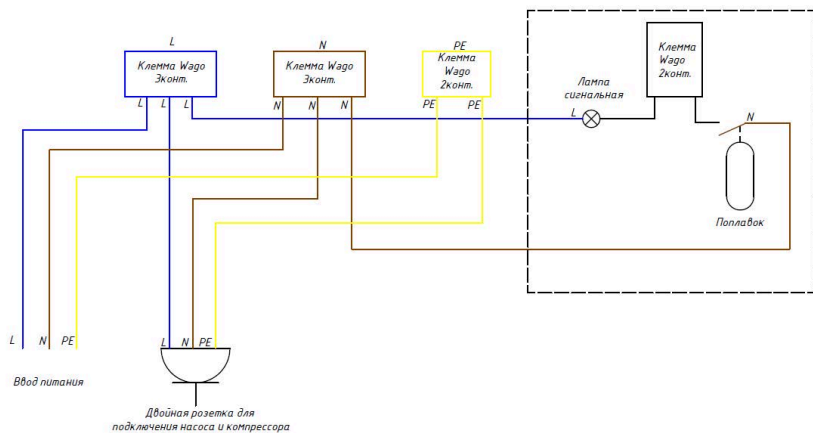 L
Клемма Wago
3конт.
L L L
N
Клемма Wago
3конт.
N N N
PE
Клемма
Wago
2конт.
PE PE
Клемма
Wago
2конт.
Лампа
сигнальная
L
N
Поплавок
L N PE
Ввод питания
L N PE
Двойная розетка для
подключения насоса и компрессора